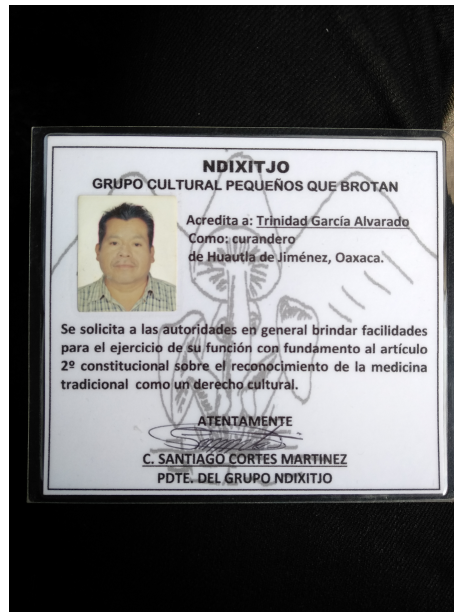 NDIXITJO
GRUPO CULTURAL PEQUEÑOS QUE BROTAN
Acredita a: Trinidad García Alvarado
Como: curandero
de Huautla de Jiménez, Oaxaca.
Se solicita a las autoridades en general brindar facilidades
para el ejercicio de su función con fundamento al artículo
2º constitucional sobre el reconocimiento de la medicina
tradicional como un derecho cultural.
ATENTAMENTE
C. SANTIAGO CORTES MARTINEZ
PDTE. DEL GRUPO NDIXITJO